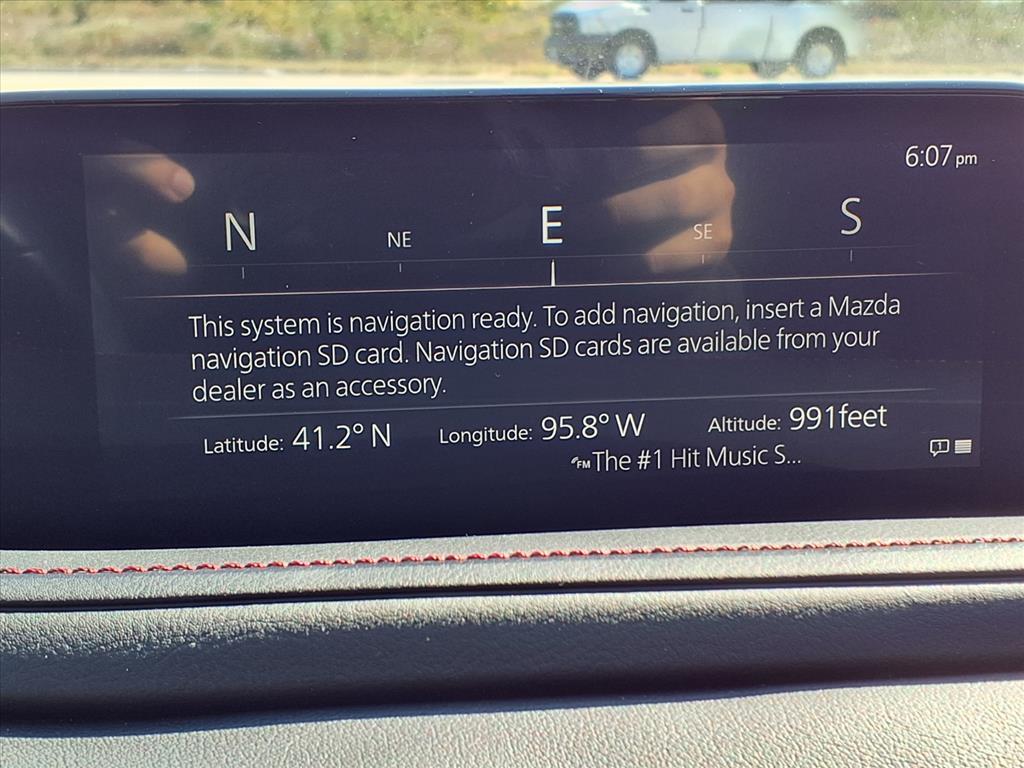 6:07 pm
N NE E SE S
This system is navigation ready. To add navigation, insert a Mazda
navigation SD card. Navigation SD cards are available from your
dealer as an accessory.
Latitude: 41.2° N Longitude: 95.8° W Altitude: 991feet
FM The #1 Hit Music S...
1